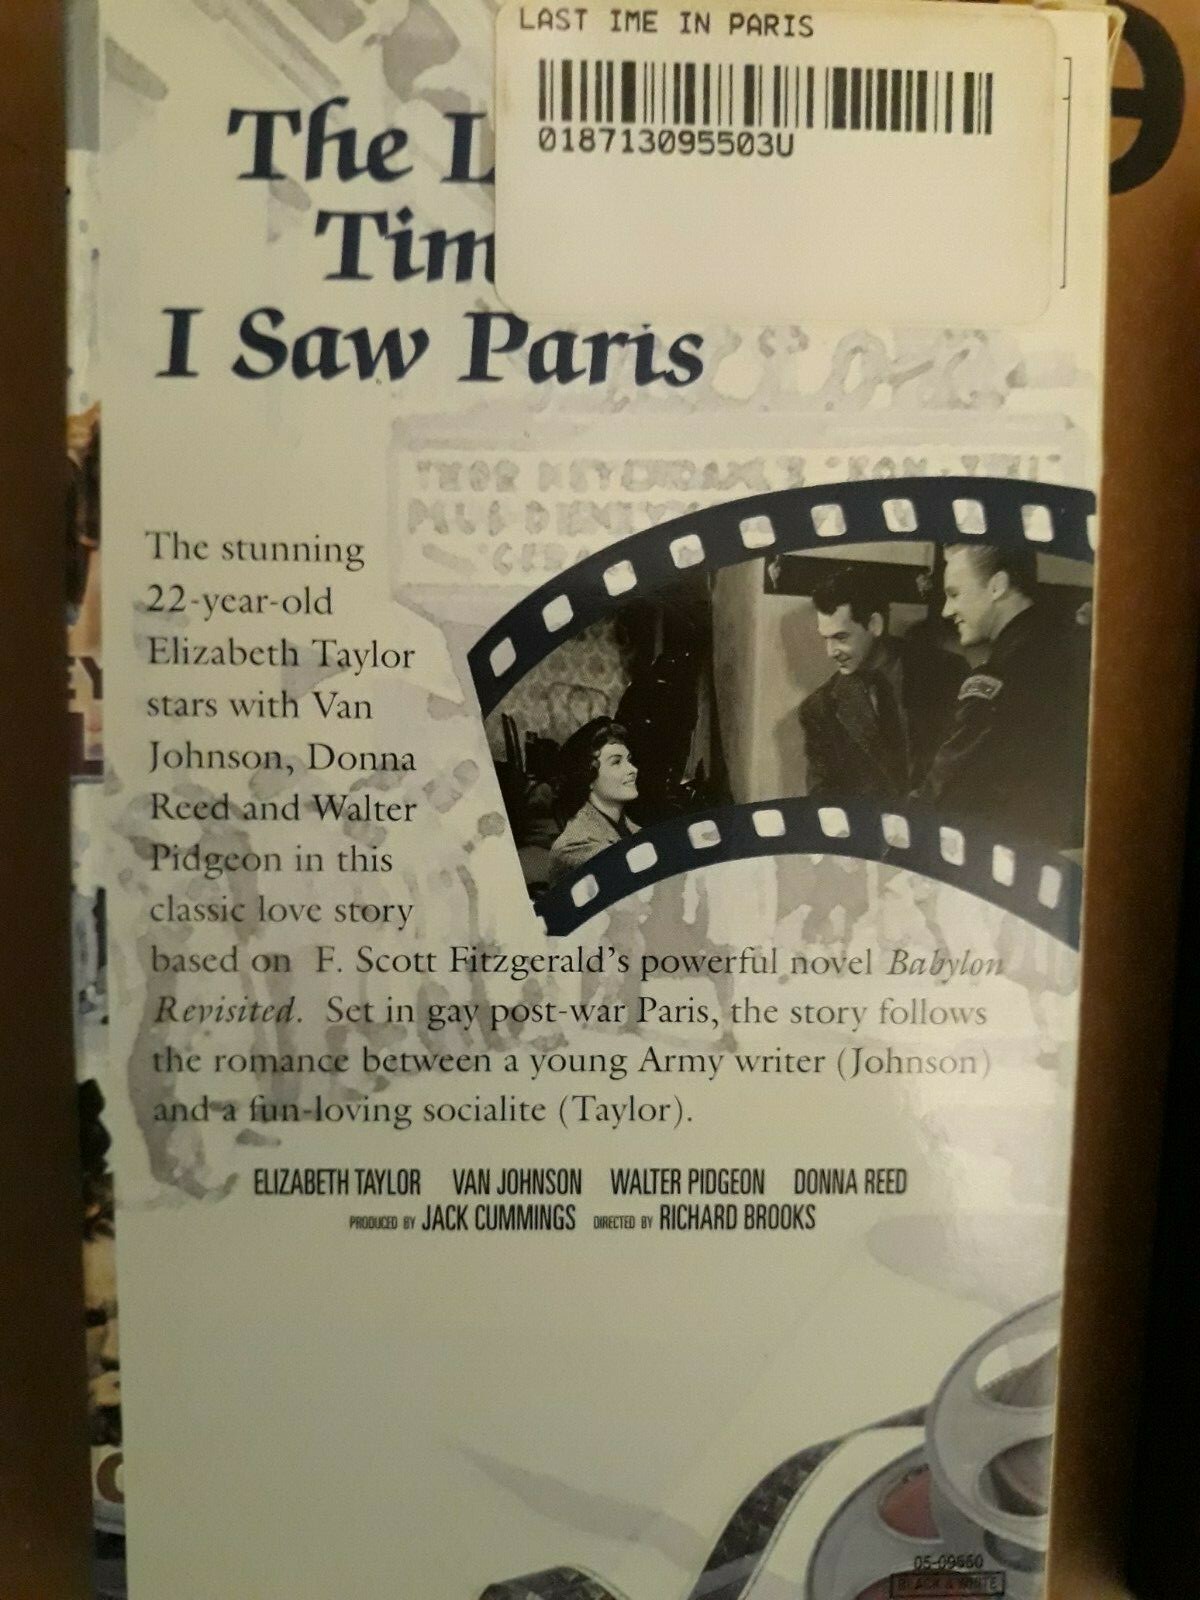 LAST IME IN PARIS
018713095503U
The L
Tim
I Saw Paris
The stunning
22-year-old
Elizabeth Taylor
stars with Van
Johnson, Donna
Reed and Walter
Pidgeon in this
classic love story
based on F. Scott Fitzgerald's powerful novel Babylon
Revisited. Set in gay post-war Paris, the story follows
the romance between a young Army writer (Johnson)
and a fun-loving socialite (Taylor).
ELIZABETH TAYLOR VAN JOHNSON WALTER PIDGEON DONNA REED
PRODUCED BY JACK CUMMINGS DIRECTED BY RICHARD BROOKS
BLACK & WHITE